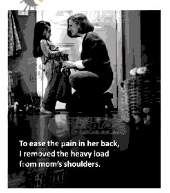 To ease the pain in her back,
I removed the heavy load
from mom's shoulders.